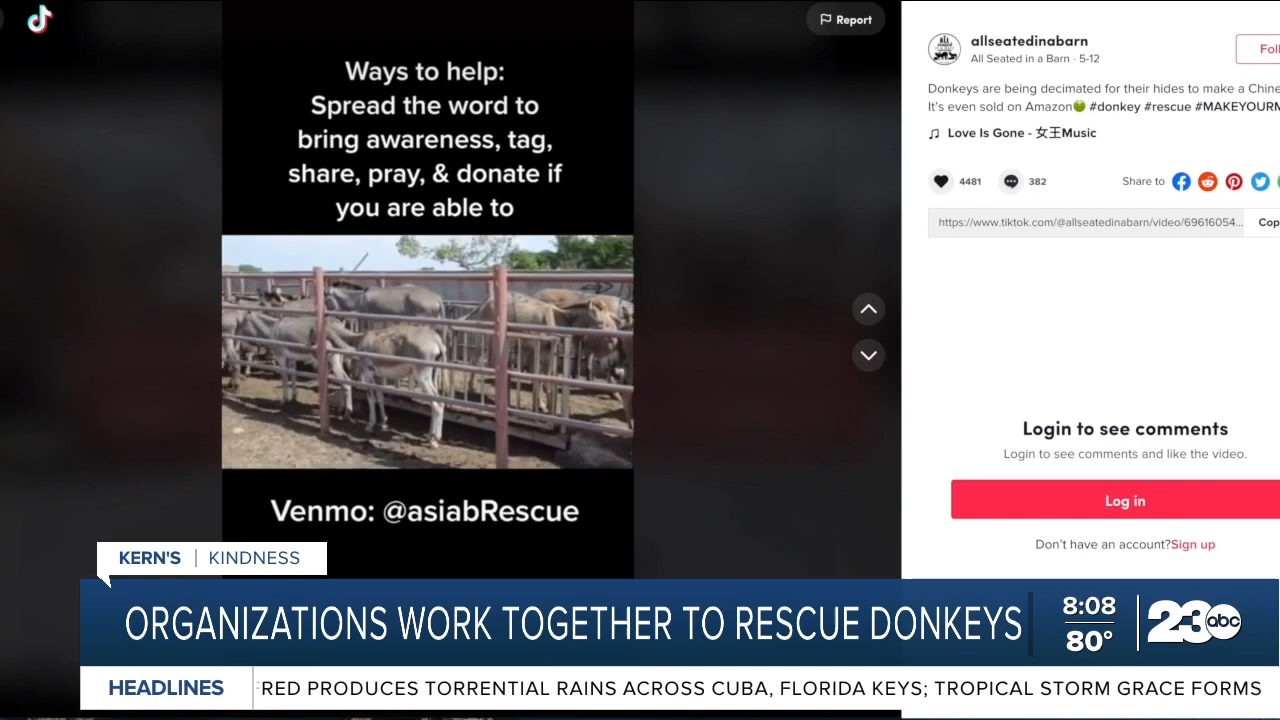 Report
Ways to help:
Spread the word to
bring awareness, tag,
share, pray, & donate if
you are able to
Venmo: @asiabRescue
allseatedinabarn
All Seated in a Barn · 5-12
Foll
Donkeys are being decimated for their hides to make a Chine
It's even sold on Amazon🤢 #donkey #rescue #MAKEYOURM
Love Is Gone - 女王Music
4481
382
Share to
https://www.tiktok.com/@allseatedinabarn/video/69616054...
Cop
Login to see comments
Login to see comments and like the video.
Log in
Don't have an account?Sign up
KERN'S | KINDNESS
ORGANIZATIONS WORK TOGETHER TO RESCUE DONKEYS
8:08
80°
23 abc
HEADLINES
RED PRODUCES TORRENTIAL RAINS ACROSS CUBA, FLORIDA KEYS; TROPICAL STORM GRACE FORMS